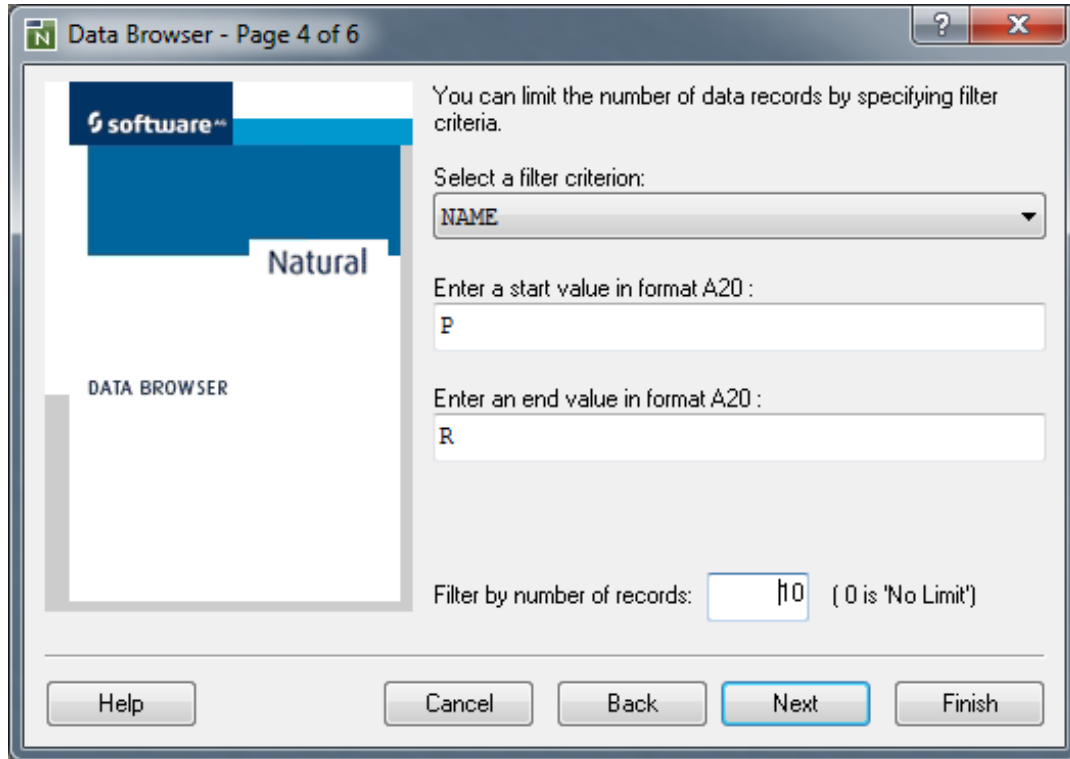 Data Browser - Page 4 of 6
software AG
Natural
DATA BROWSER
You can limit the number of data records by specifying filter
criteria.
Select a filter criterion:
NAME
Enter a start value in format A20 :
P
Enter an end value in format A20 :
R
Filter by number of records: 10 ( 0 is 'No Limit')
Help Cancel Back Next Finish